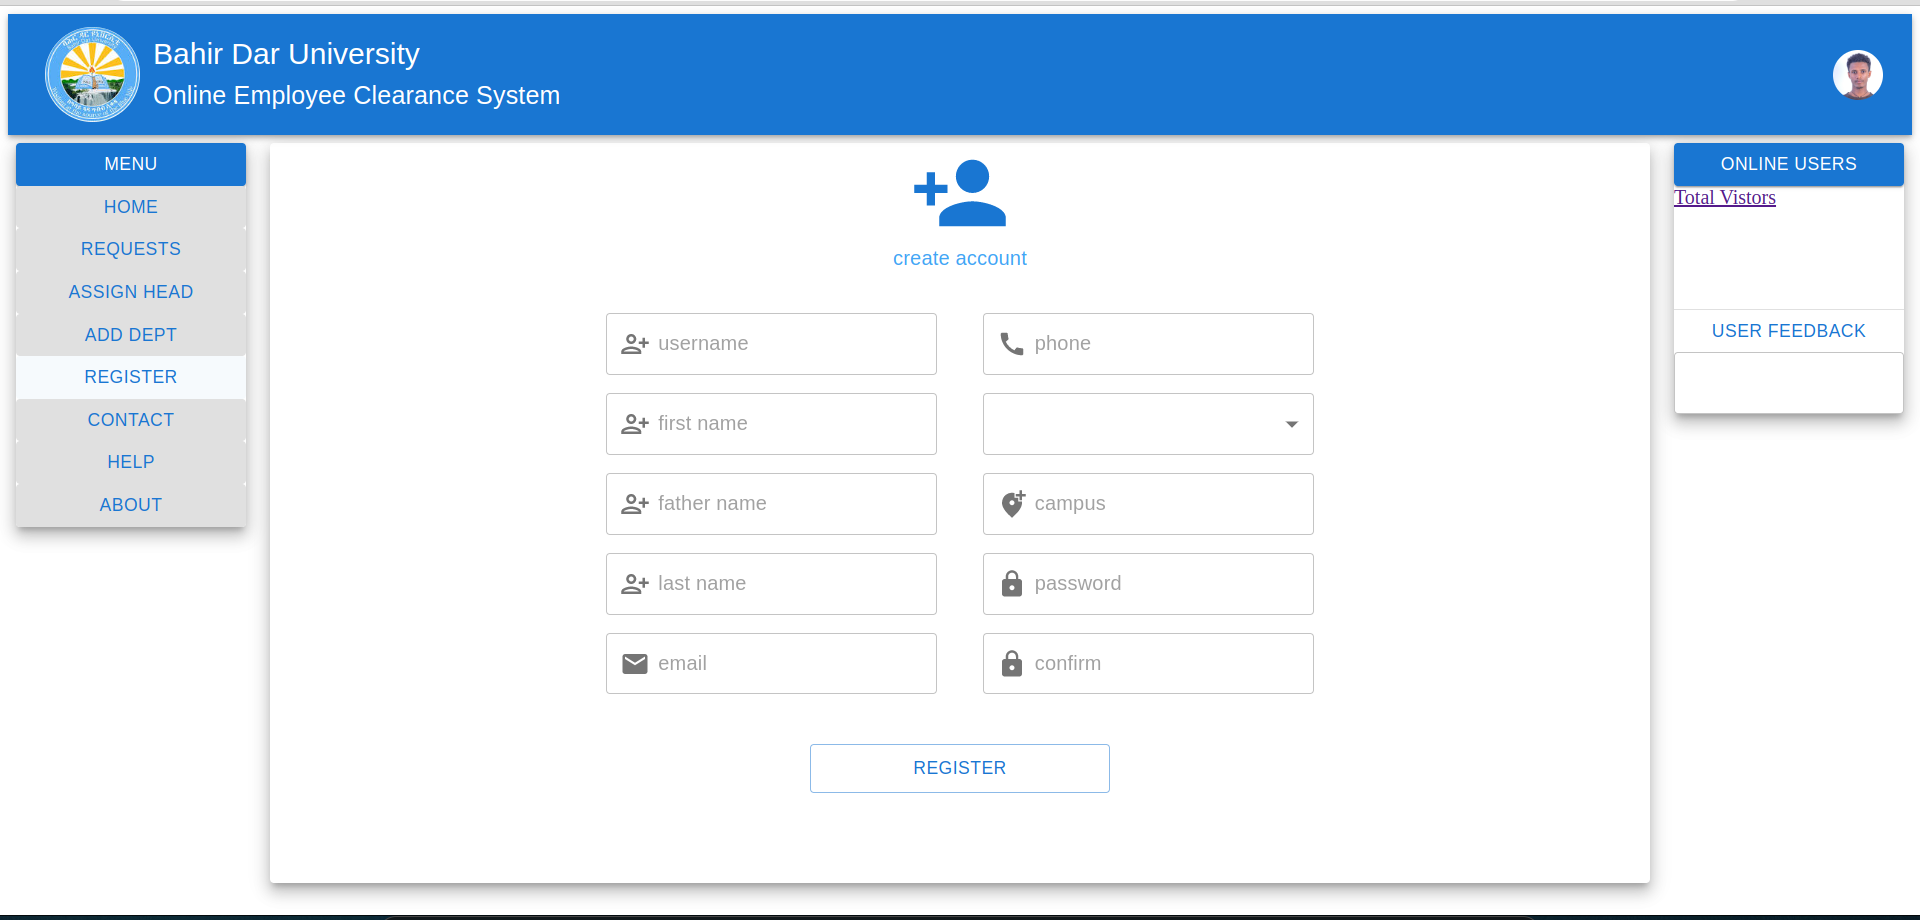 Bahir Dar University
Online Employee Clearance System
MENU
HOME
REQUESTS
ASSIGN HEAD
ADD DEPT
REGISTER
CONTACT
HELP
ABOUT
create account
username
phone
first name
father name
campus
last name
password
email
confirm
REGISTER
ONLINE USERS
Total Vistors
USER FEEDBACK